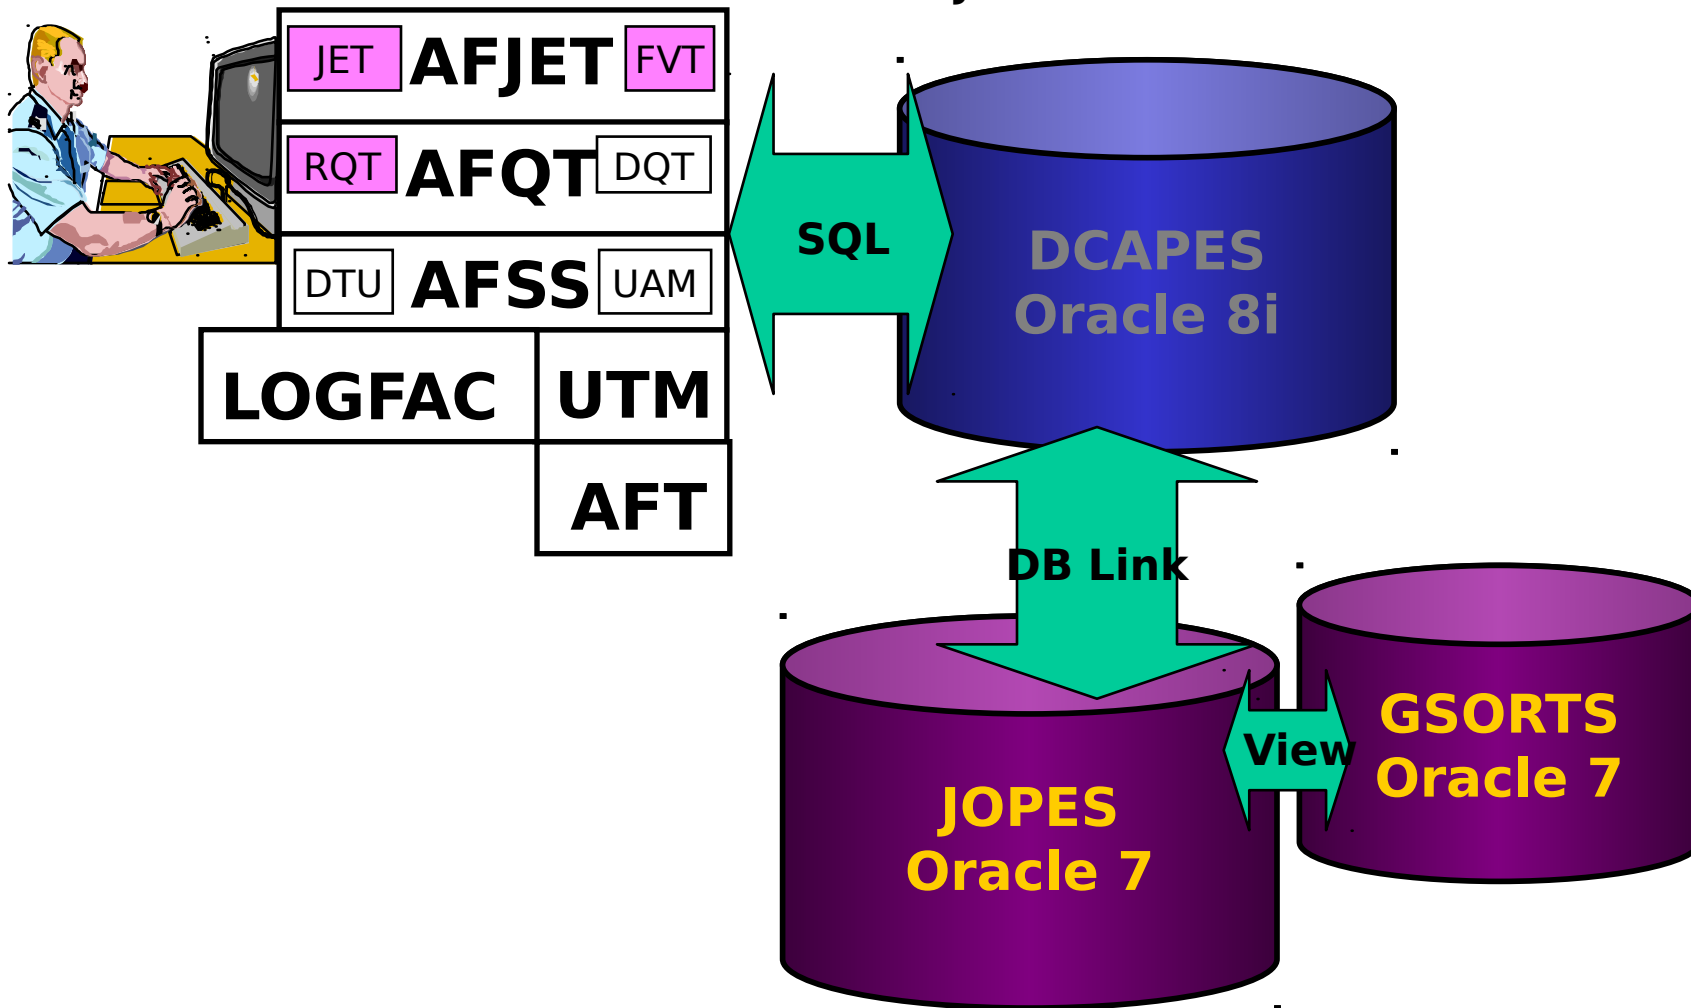 JET AFJET FVT
RQT AFQT DQT
DTU AFSS UAM
LOGFAC UTM
AFT
SQL
DCAPES
Oracle 8i
DB Link
View
GSORTS
Oracle 7
JOPES
Oracle 7